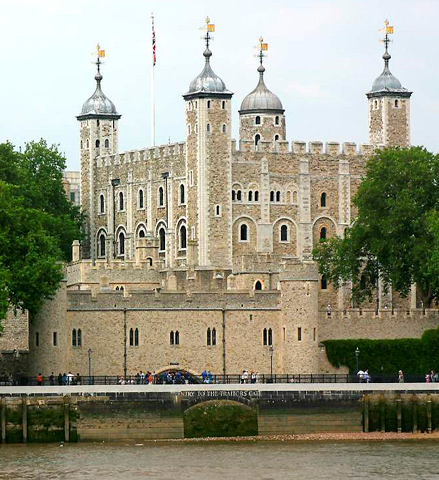 ENTRY TO THE TRAITORS GATE